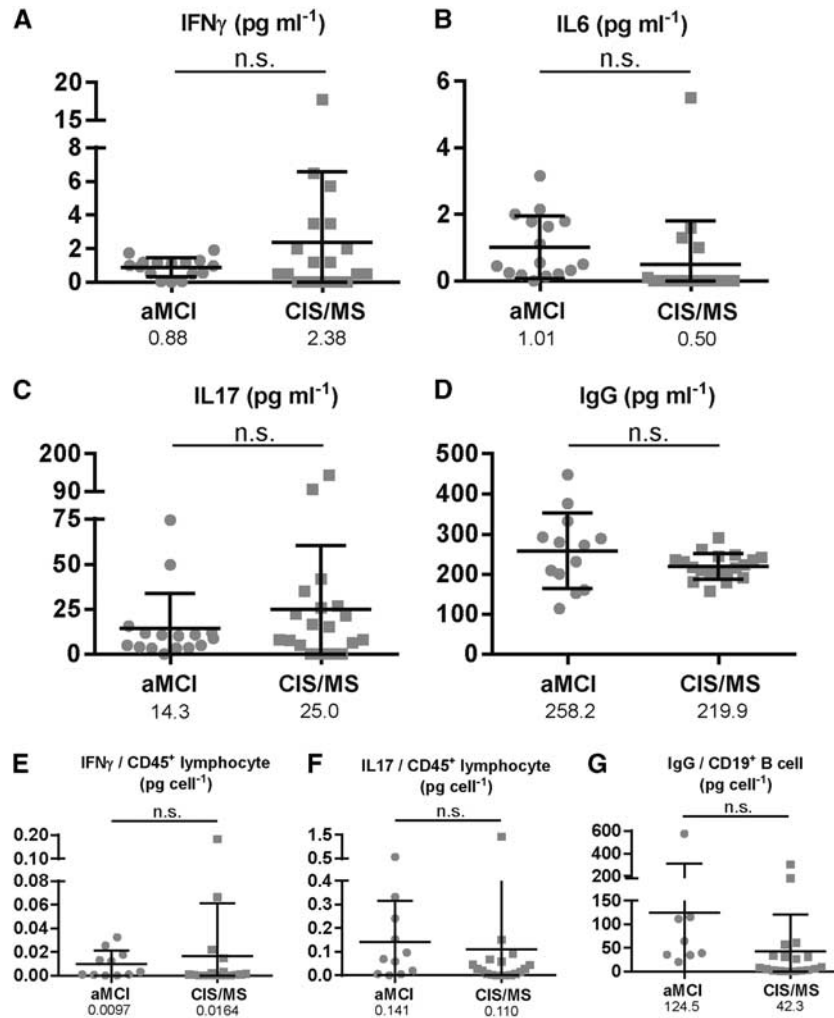 A IFNγ (pg ml⁻¹)
n.s.
20
15
8
6
4
2
0
aMCI CIS/MS
0.88 2.38
B IL6 (pg ml⁻¹)
n.s.
6
4
2
0
aMCI CIS/MS
1.01 0.50
C IL17 (pg ml⁻¹)
n.s.
200
90
75
50
25
0
aMCI CIS/MS
14.3 25.0
D IgG (pg ml⁻¹)
n.s.
500
400
300
200
100
0
aMCI CIS/MS
258.2 219.9
E IFNγ / CD45⁺ lymphocyte
(pg cell⁻¹)
n.s.
0.20
0.10
0.08
0.06
0.04
0.02
0.00
aMCI CIS/MS
0.0097 0.0164
F IL17 / CD45⁺ lymphocyte
(pg cell⁻¹)
n.s.
1.5
0.5
0.4
0.3
0.2
0.1
0.0
aMCI CIS/MS
0.141 0.110
G IgG / CD19⁺ B cell
(pg cell⁻¹)
n.s.
600
400
200
150
100
50
0
aMCI CIS/MS
124.5 42.3